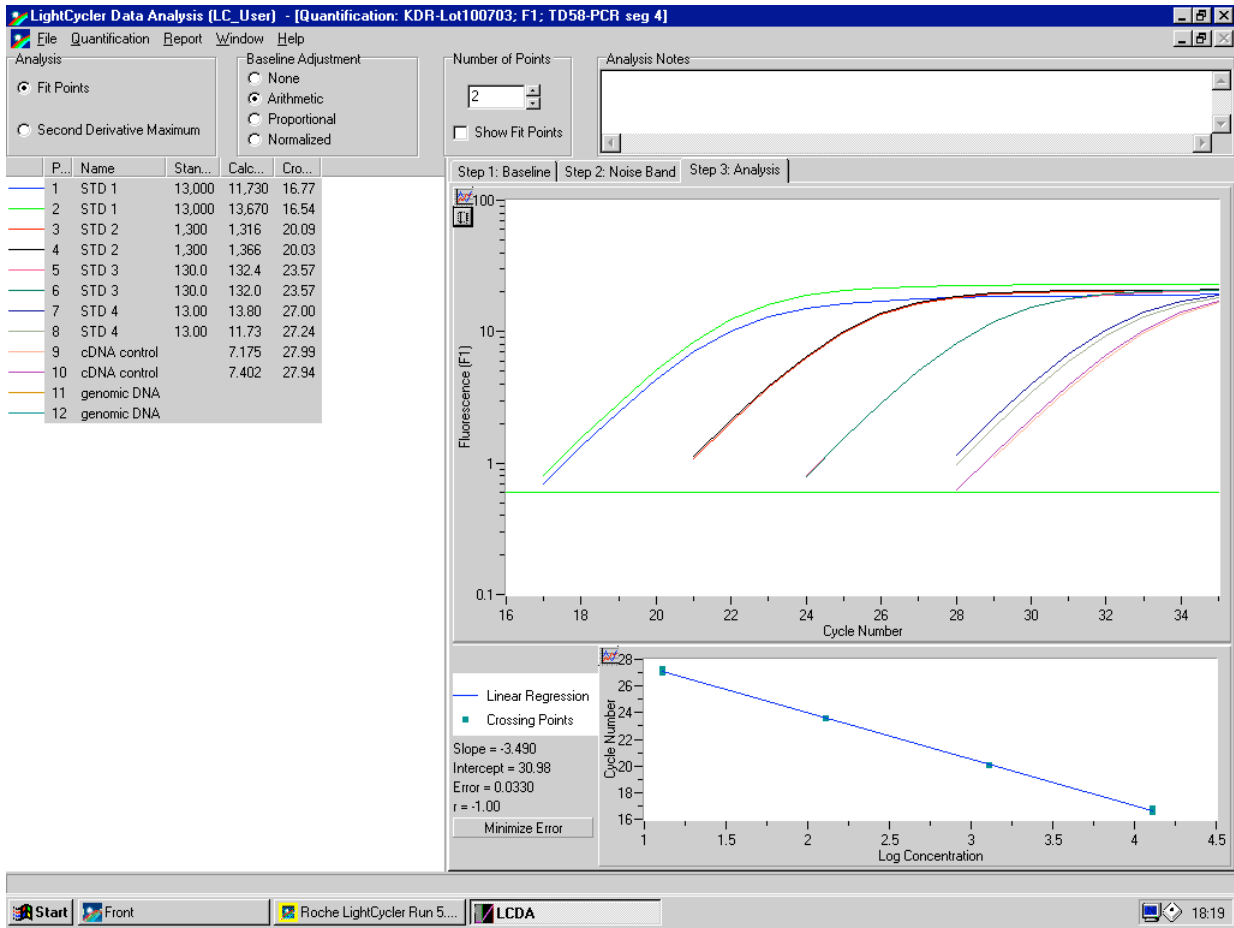 LightCycler Data Analysis (LC_User) - [Quantification: KDR-Lot100703; F1; TD58-PCR seg 4]
File Quantification Report Window Help
Analysis
Fit Points
Second Derivative Maximum
Baseline Adjustment
None
Arithmetic
Proportional
Normalized
Number of Points
2
Show Fit Points
Analysis Notes
P... Name Stan... Calc... Cro...
1 STD 1 13,000 11,730 16.77
2 STD 1 13,000 13,670 16.54
3 STD 2 1,300 1,316 20.09
4 STD 2 1,300 1,366 20.03
5 STD 3 130.0 132.4 23.57
6 STD 3 130.0 132.0 23.57
7 STD 4 13.00 13.80 27.00
8 STD 4 13.00 11.73 27.24
9 cDNA control 7.175 27.99
10 cDNA control 7.402 27.94
11 genomic DNA
12 genomic DNA
Step 1: Baseline Step 2: Noise Band Step 3: Analysis
100
10
1
0.1
Fluorescence (F1)
16 18 20 22 24 26 28 30 32 34
Cycle Number
Linear Regression
Crossing Points
Slope = -3.490
Intercept = 30.98
Error = 0.0330
r = -1.00
Minimize Error
28
26
24
22
20
18
16
Cycle Number
1 1.5 2 2.5 3 3.5 4 4.5
Log Concentration
Start Front Roche LightCycler Run 5.... LCDA 18:19